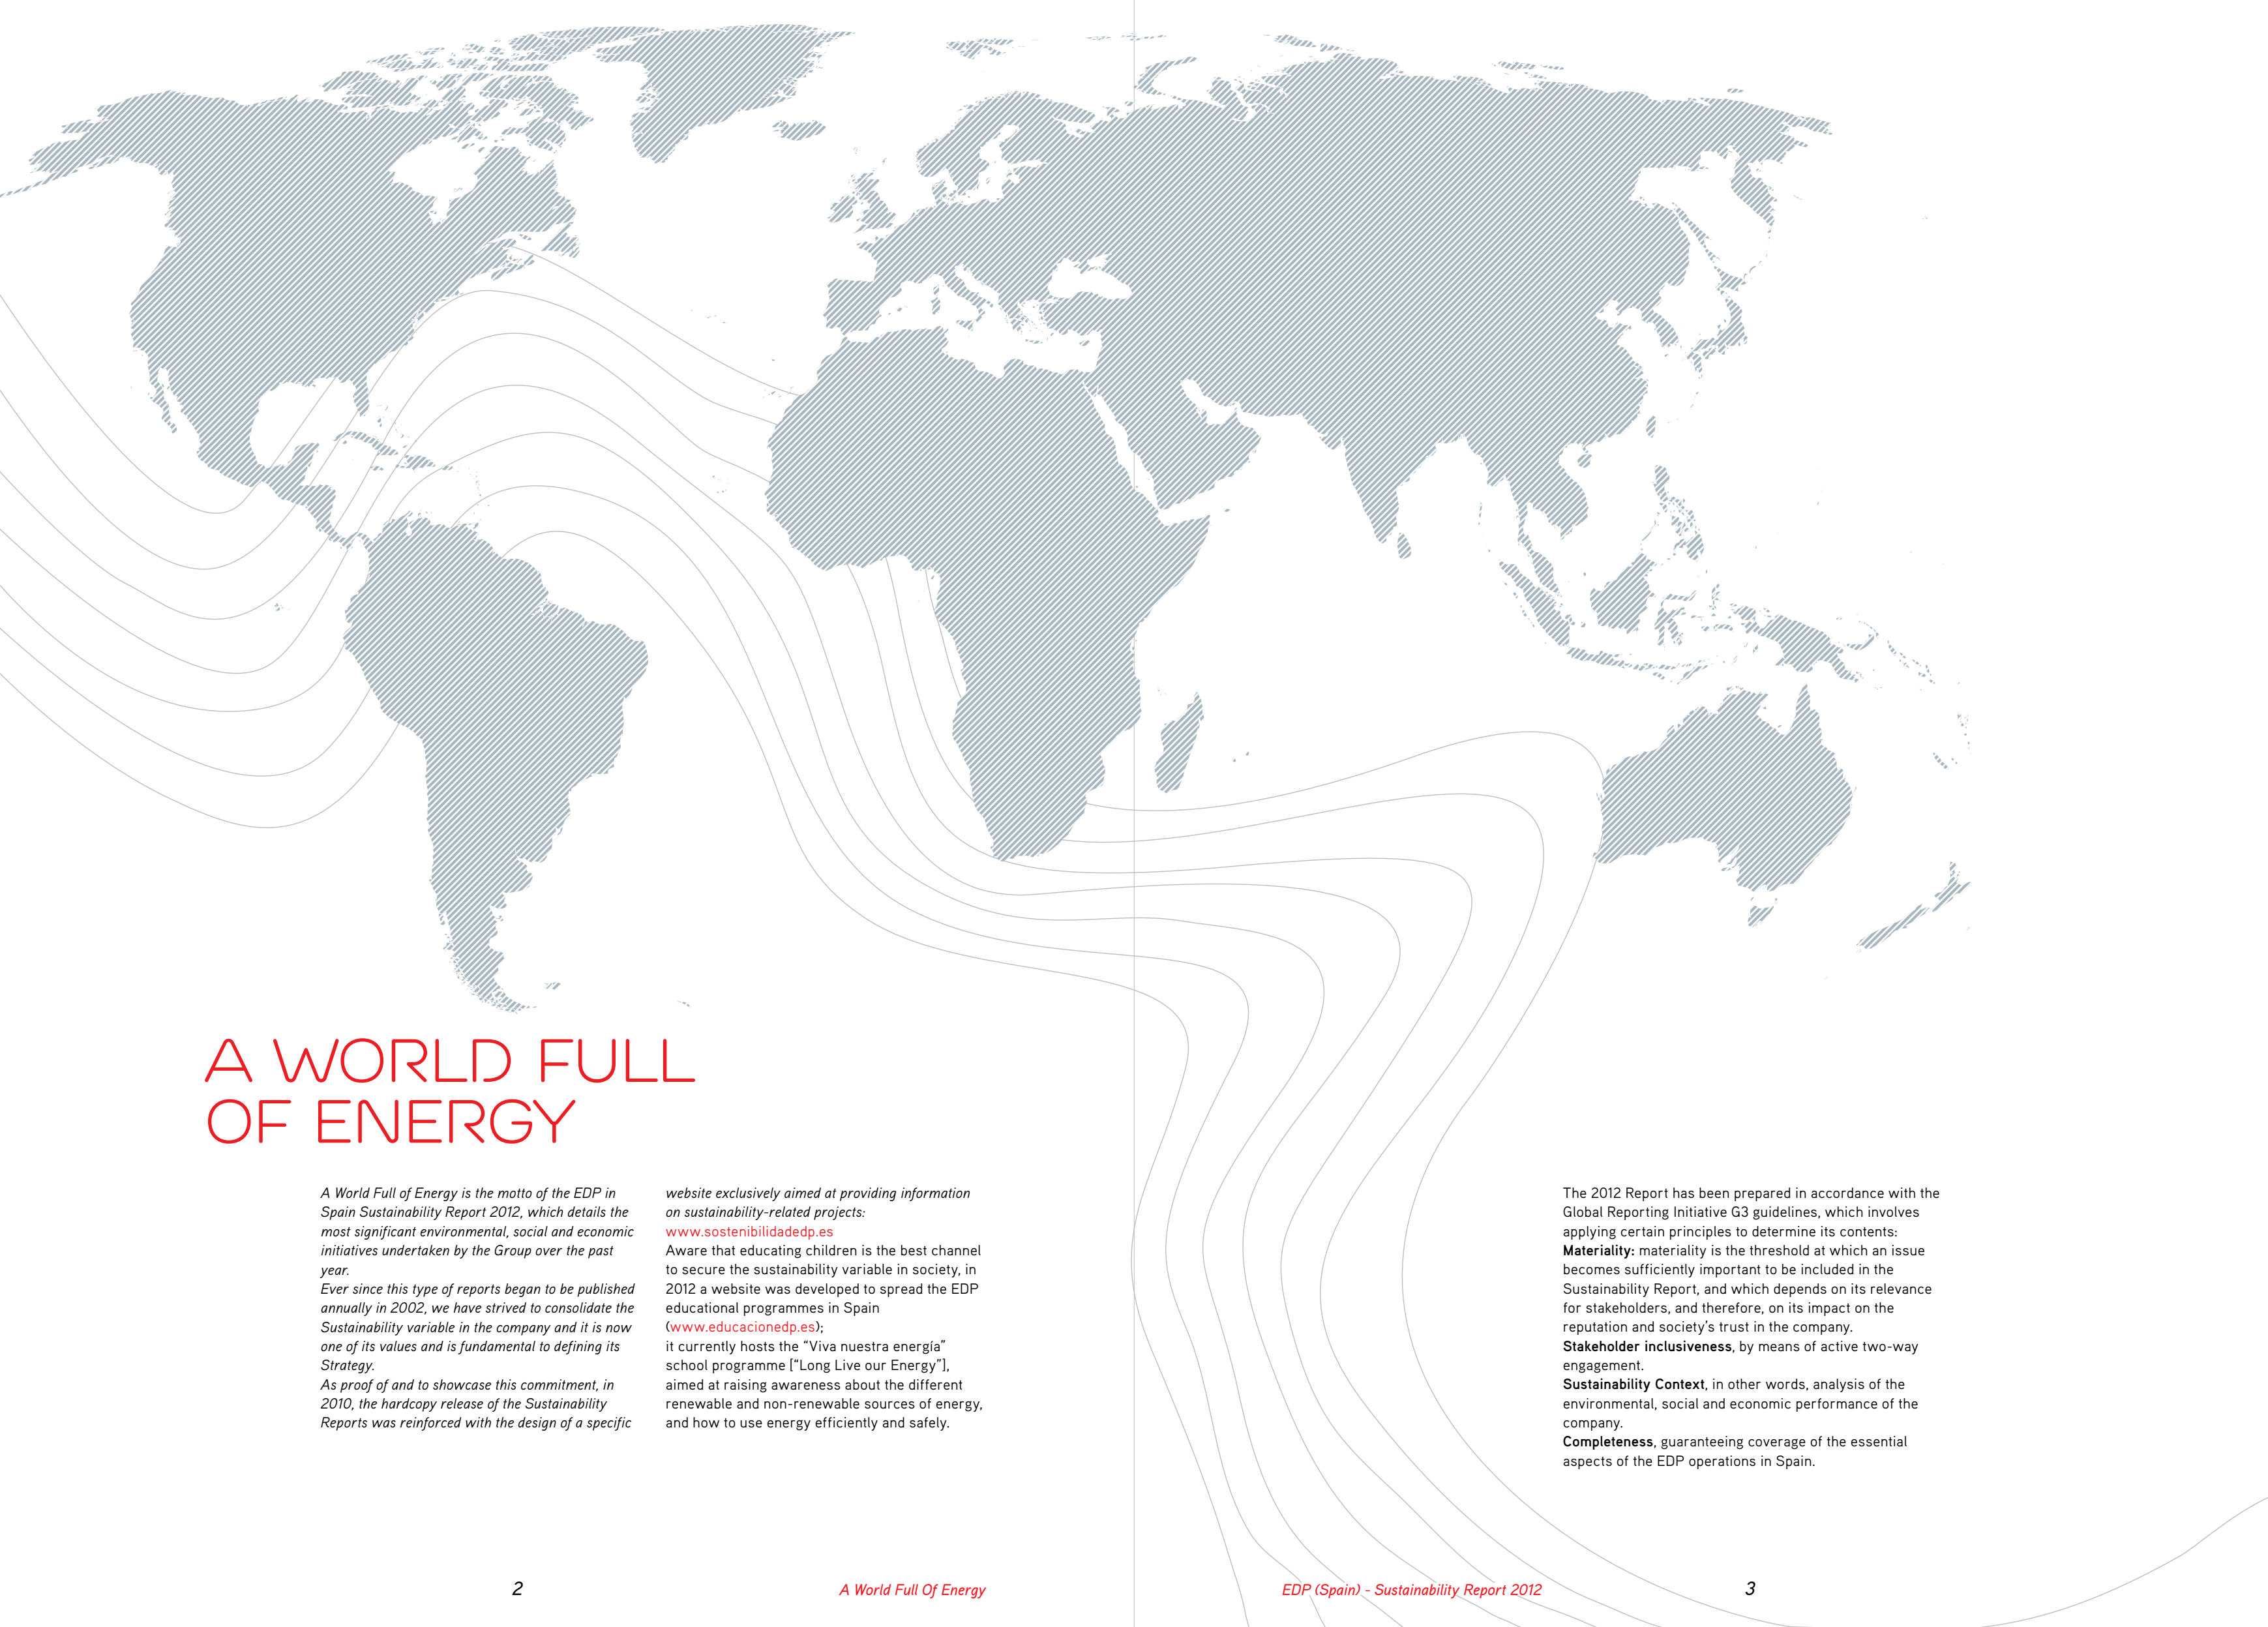 A WORLD FULL
OF ENERGY
A World Full of Energy is the motto of the EDP in
Spain Sustainability Report 2012, which details the
most significant environmental, social and economic
initiatives undertaken by the Group over the past
year.
Ever since this type of reports began to be published
annually in 2002, we have strived to consolidate the
Sustainability variable in the company and it is now
one of its values and is fundamental to defining its
Strategy.
As proof of and to showcase this commitment, in
2010, the hardcopy release of the Sustainability
Reports was reinforced with the design of a specific
website exclusively aimed at providing information
on sustainability-related projects:
www.sostenibilidadedp.es
Aware that educating children is the best channel
to secure the sustainability variable in society, in
2012 a website was developed to spread the EDP
educational programmes in Spain
(www.educacionedp.es);
it currently hosts the “Viva nuestra energía”
school programme [“Long Live our Energy”],
aimed at raising awareness about the different
renewable and non-renewable sources of energy,
and how to use energy efficiently and safely.
The 2012 Report has been prepared in accordance with the
Global Reporting Initiative G3 guidelines, which involves
applying certain principles to determine its contents:
Materiality: materiality is the threshold at which an issue
becomes sufficiently important to be included in the
Sustainability Report, and which depends on its relevance
for stakeholders, and therefore, on its impact on the
reputation and society’s trust in the company.
Stakeholder inclusiveness, by means of active two-way
engagement.
Sustainability Context, in other words, analysis of the
environmental, social and economic performance of the
company.
Completeness, guaranteeing coverage of the essential
aspects of the EDP operations in Spain.
2
A World Full Of Energy
EDP (Spain) - Sustainability Report 2012
3